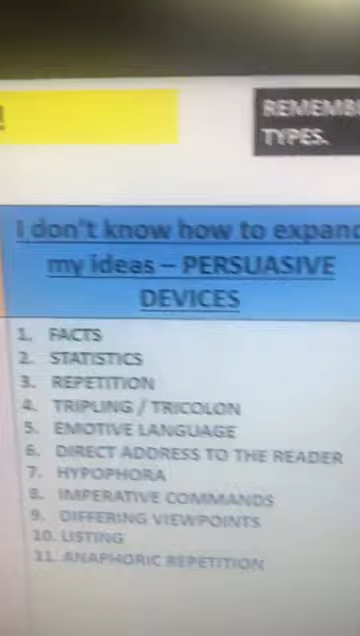 !
REMEMB
TYPES.
I don't know how to expand
my ideas – PERSUASIVE
DEVICES
1. FACTS
2. STATISTICS
3. REPETITION
4. TRIPLING / TRICOLON
5. EMOTIVE LANGUAGE
6. DIRECT ADDRESS TO THE READER
7. HYPOPHORA
8. IMPERATIVE COMMANDS
9. DIFFERING VIEWPOINTS
10. LISTING
11. ANAPHORIC REPETITION